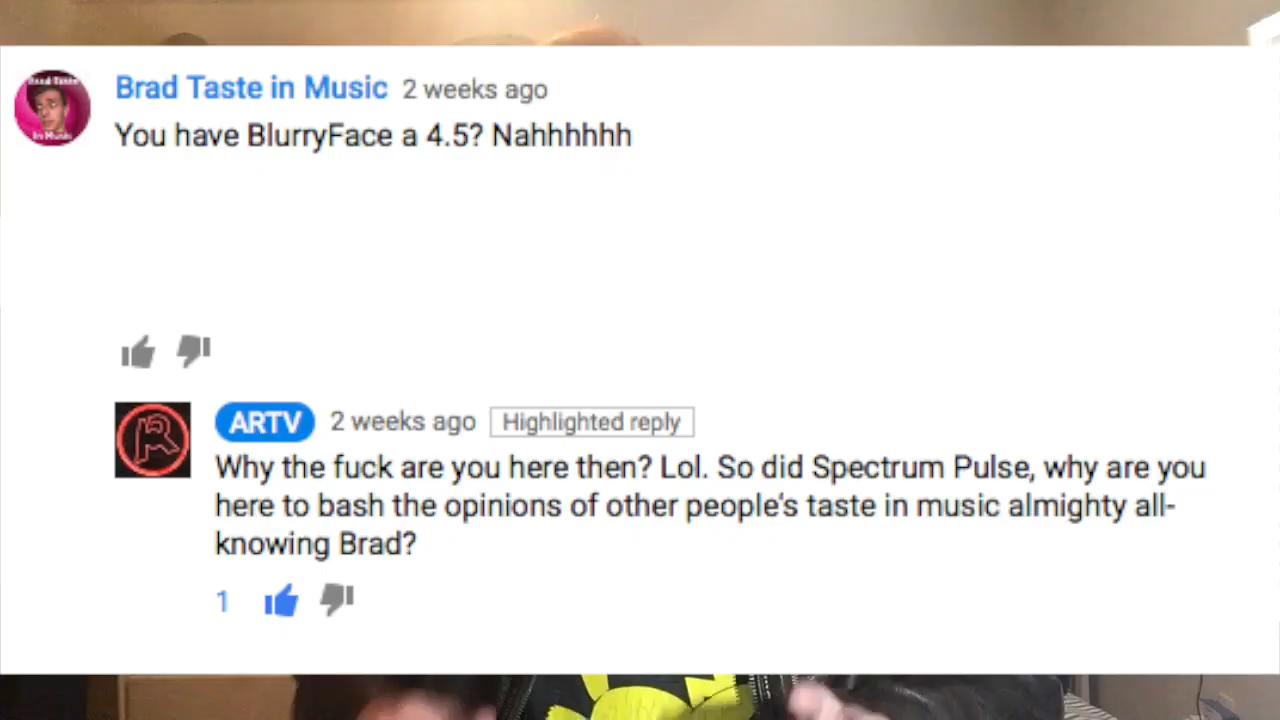 Brad Taste in Music 2 weeks ago
You have BlurryFace a 4.5? Nahhhhhh
ARTV 2 weeks ago Highlighted reply
Why the fuck are you here then? Lol. So did Spectrum Pulse, why are you
here to bash the opinions of other people's taste in music almighty all-
knowing Brad?
1